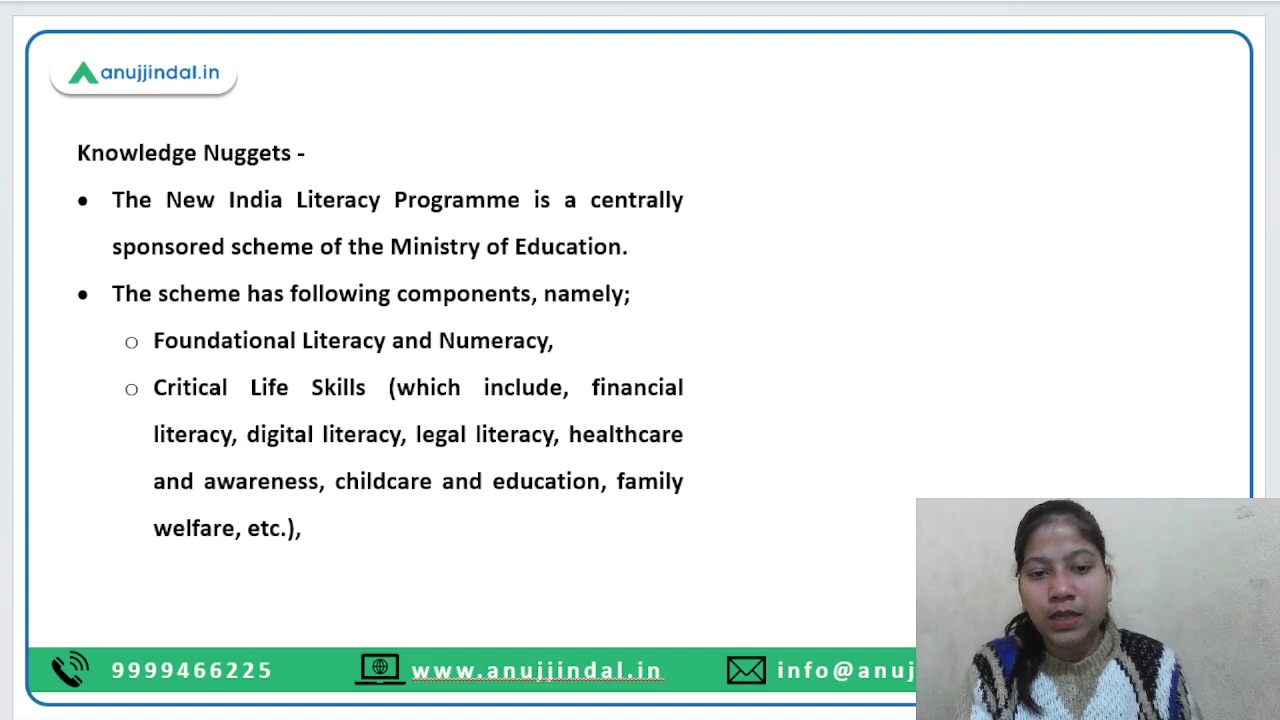 anujjindal.in
Knowledge Nuggets -
• The New India Literacy Programme is a centrally
sponsored scheme of the Ministry of Education.
• The scheme has following components, namely;
o Foundational Literacy and Numeracy,
o Critical Life Skills (which include, financial
literacy, digital literacy, legal literacy, healthcare
and awareness, childcare and education, family
welfare, etc.),
9999466225 www.anujjindal.in info@anuj